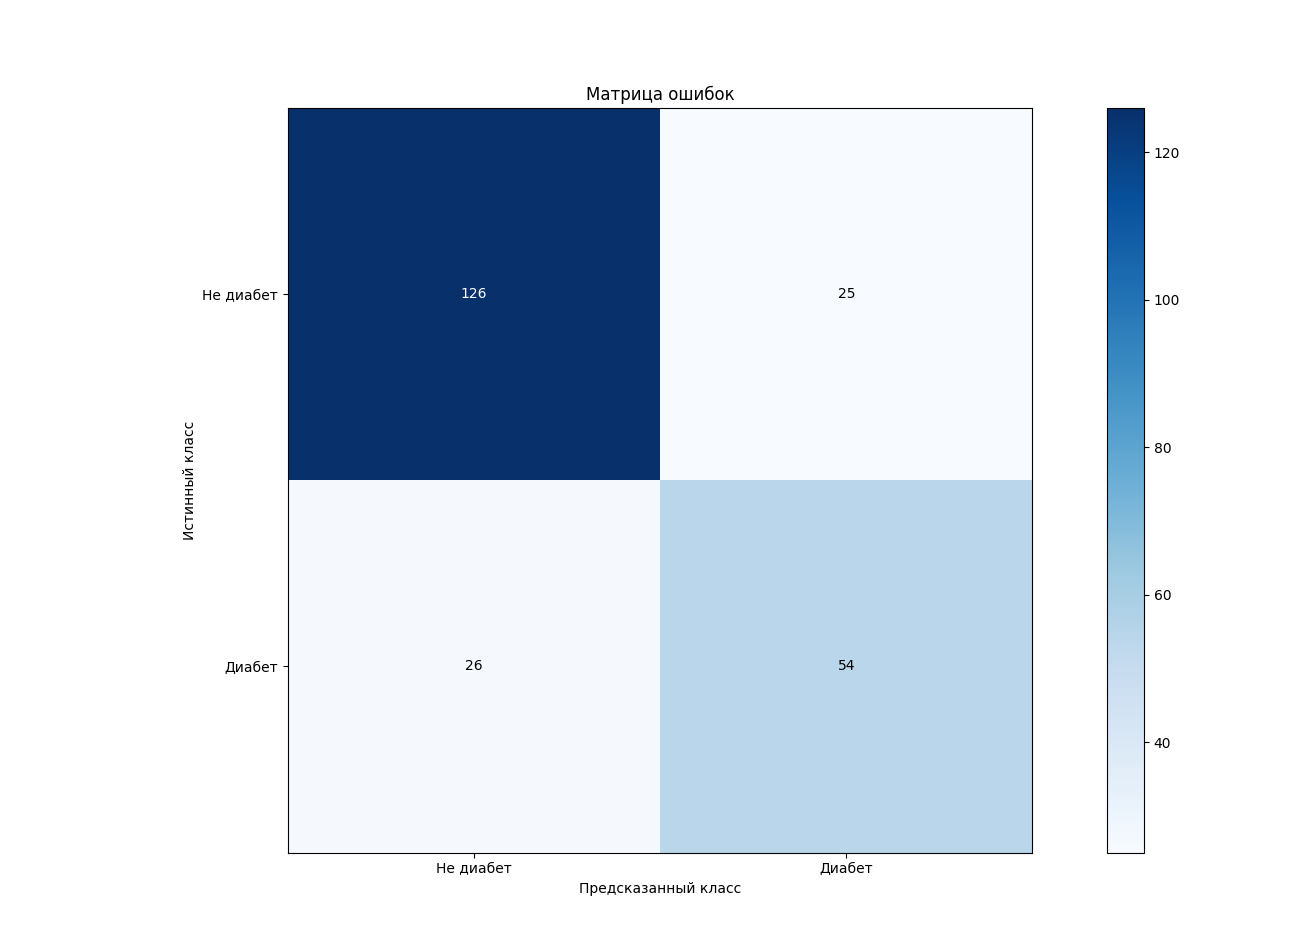 Матрица ошибок
120
100
80
60
40
Не диабет
126
25
Истинный класс
Диабет
26
54
Не диабет
Диабет
Предсказанный класс